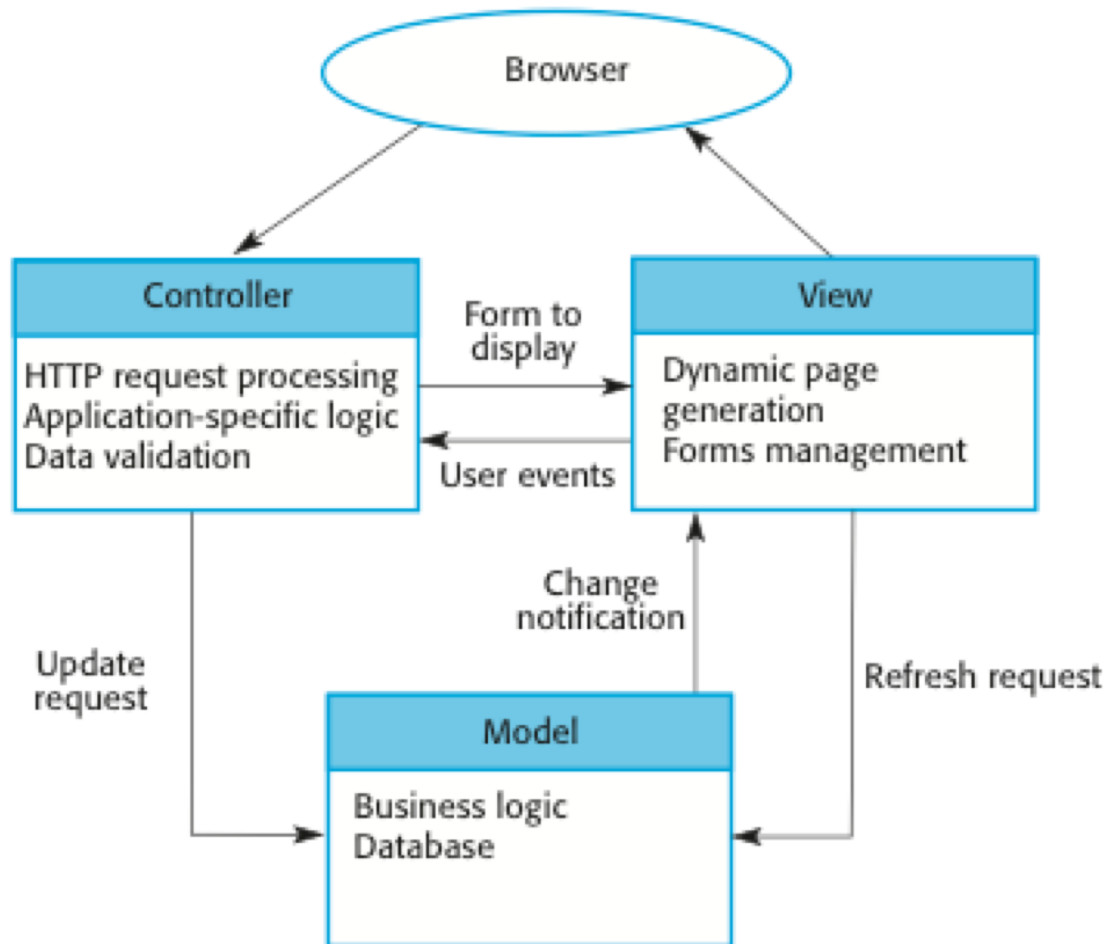 Browser
Controller
HTTP request processing
Application-specific logic
Data validation
Form to
display
User events
View
Dynamic page
generation
Forms management
Update
request
Change
notification
Refresh request
Model
Business logic
Database